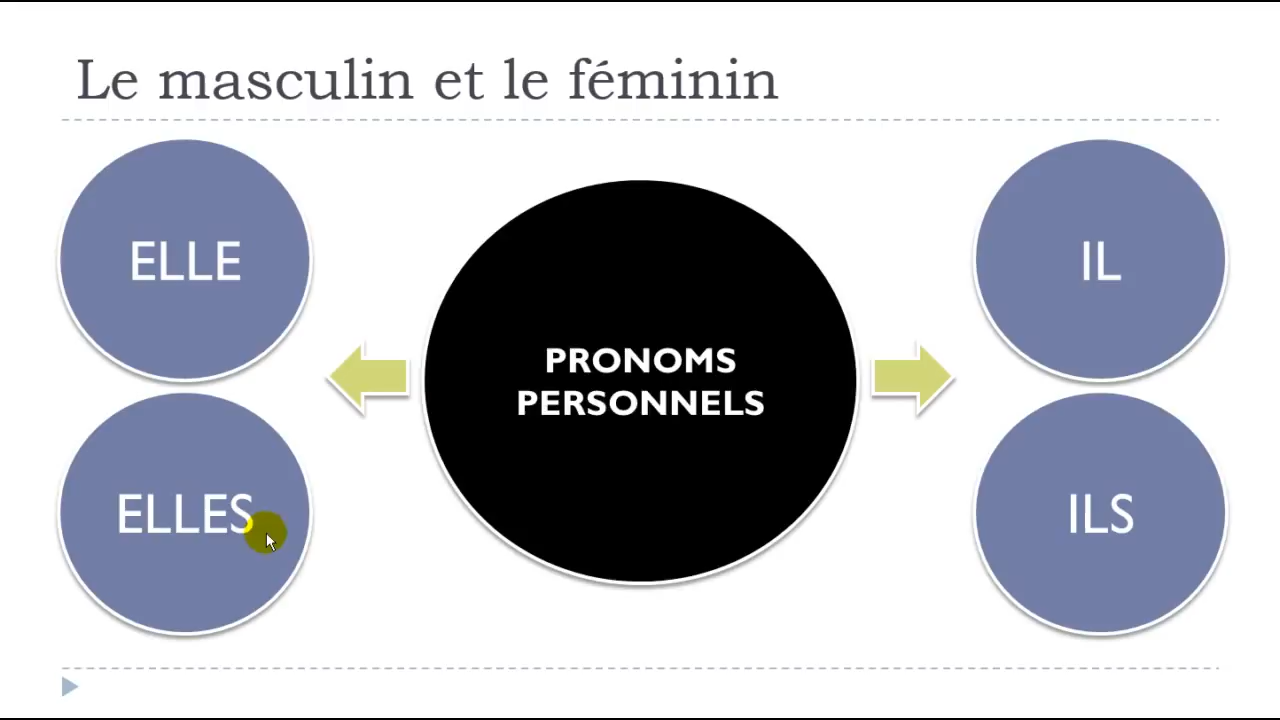 Le masculin et le féminin
ELLE
IL
PRONOMS
PERSONNELS
ELLES
ILS